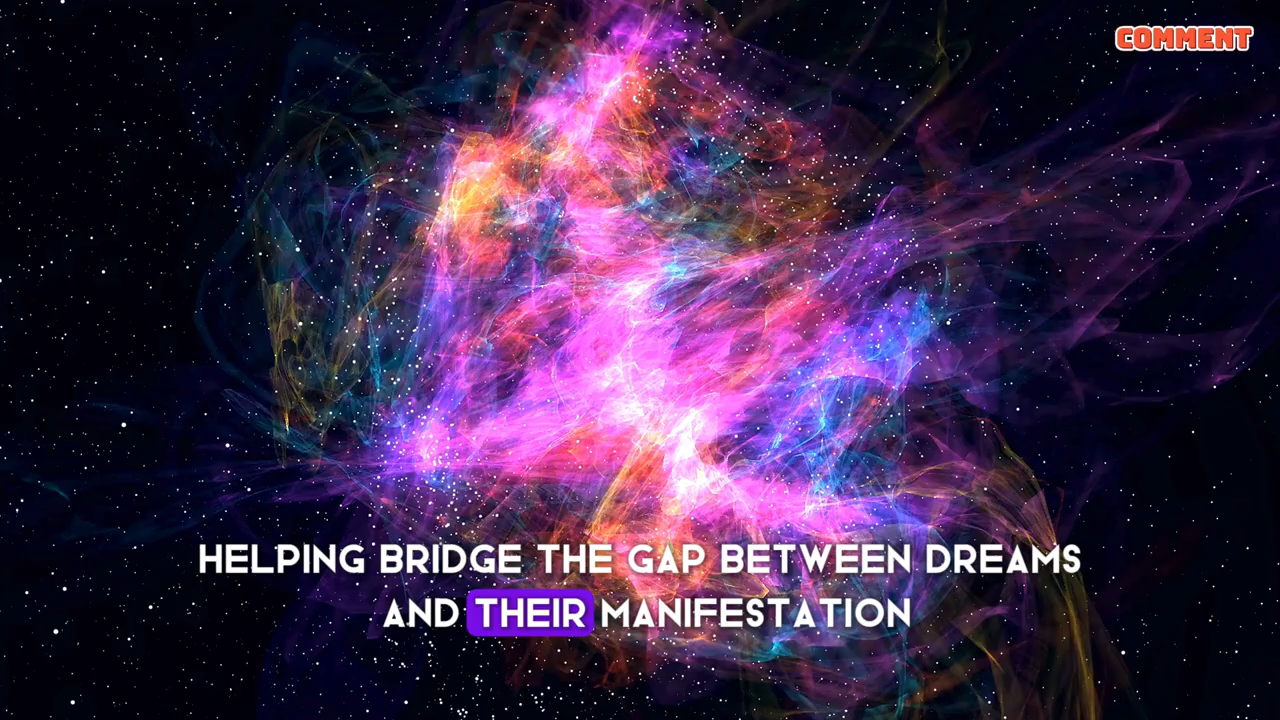 COMMENT
HELPING BRIDGE THE GAP BETWEEN DREAMS
AND THEIR MANIFESTATION